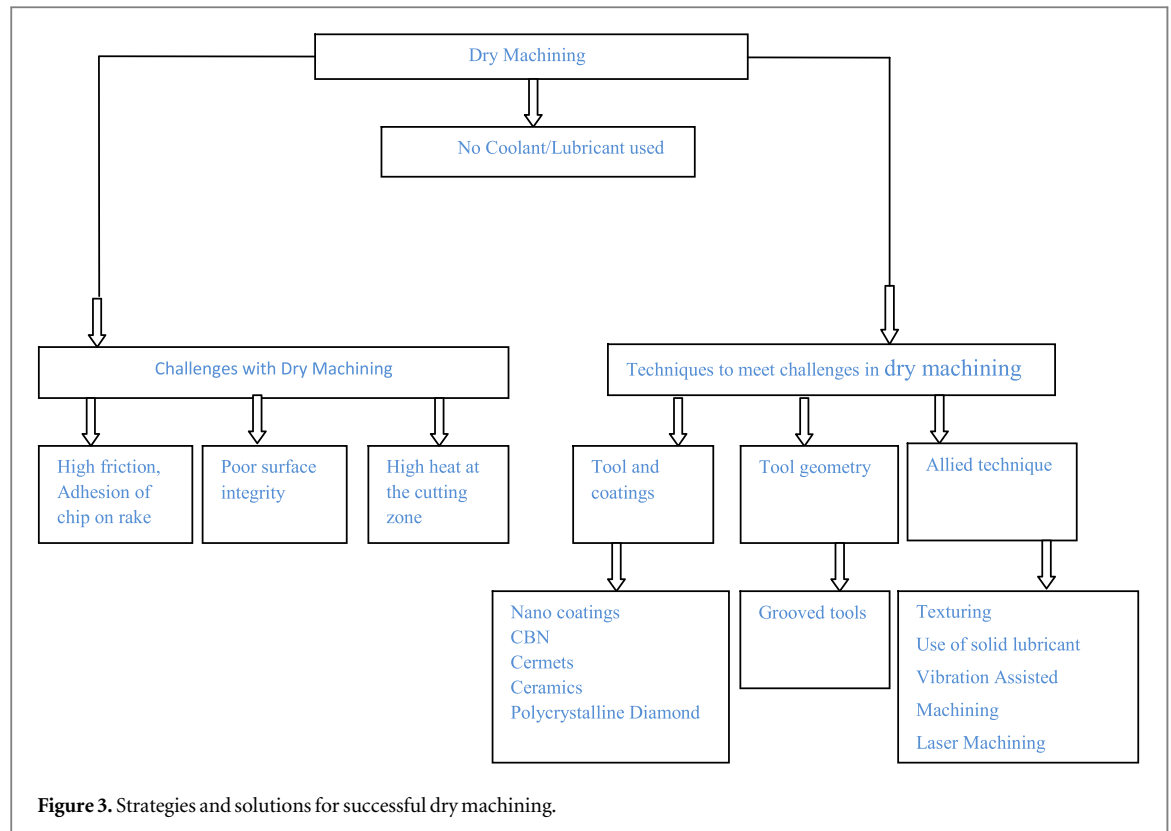 Dry Machining
No Coolant/Lubricant used
Challenges with Dry Machining
Techniques to meet challenges in dry machining
High friction,
Adhesion of
chip on rake
Poor surface
integrity
High heat at
the cutting
zone
Tool and
coatings
Tool geometry
Allied technique
Nano coatings
CBN
Cermets
Ceramics
Polycrystalline Diamond
Grooved tools
Texturing
Use of solid lubricant
Vibration Assisted
Machining
Laser Machining
Figure 3. Strategies and solutions for successful dry machining.